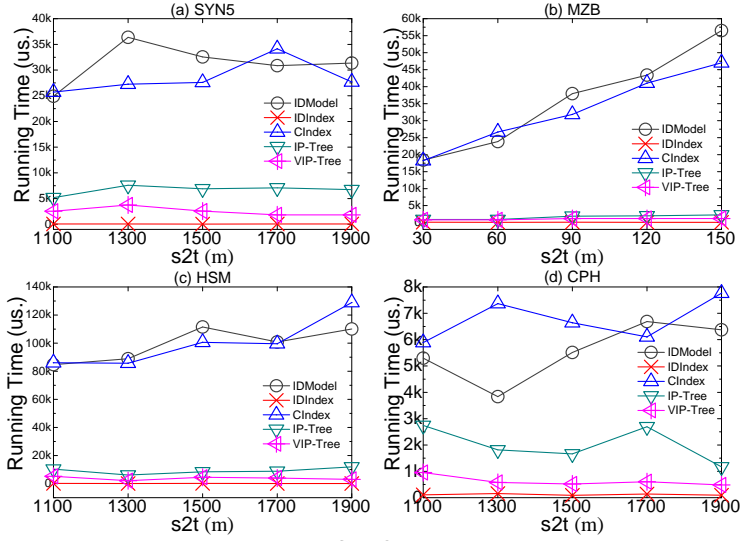 (a) SYN5
40k
35k
30k
25k
20k
15k
10k
5k
0
Running Time (us.)
IDModel
IDIndex
CIndex
IP-Tree
VIP-Tree
1100 1300 1500 1700 1900
s2t (m)
(b) MZB
60k
55k
50k
45k
40k
35k
30k
25k
20k
15k
10k
5k
0
Running Time (us.)
IDModel
IDIndex
CIndex
IP-Tree
VIP-Tree
30 60 90 120 150
s2t (m)
(c) HSM
140k
120k
100k
80k
60k
40k
20k
0
Running Time (us.)
IDModel
IDIndex
CIndex
IP-Tree
VIP-Tree
1100 1300 1500 1700 1900
s2t (m)
(d) CPH
8k
7k
6k
5k
4k
3k
2k
1k
0
Running Time (us.)
IDModel
IDIndex
CIndex
IP-Tree
VIP-Tree
1100 1300 1500 1700 1900
s2t (m)